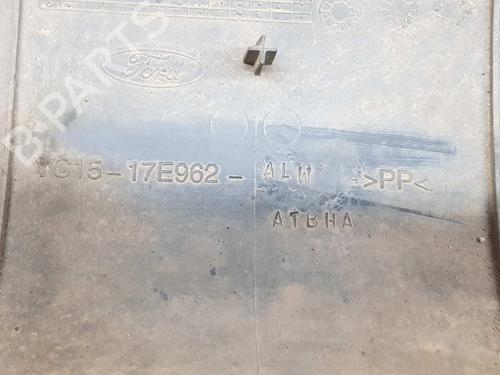 B-PARTS
Ford
YC15-17E962- ALW >PP<
ATBHA